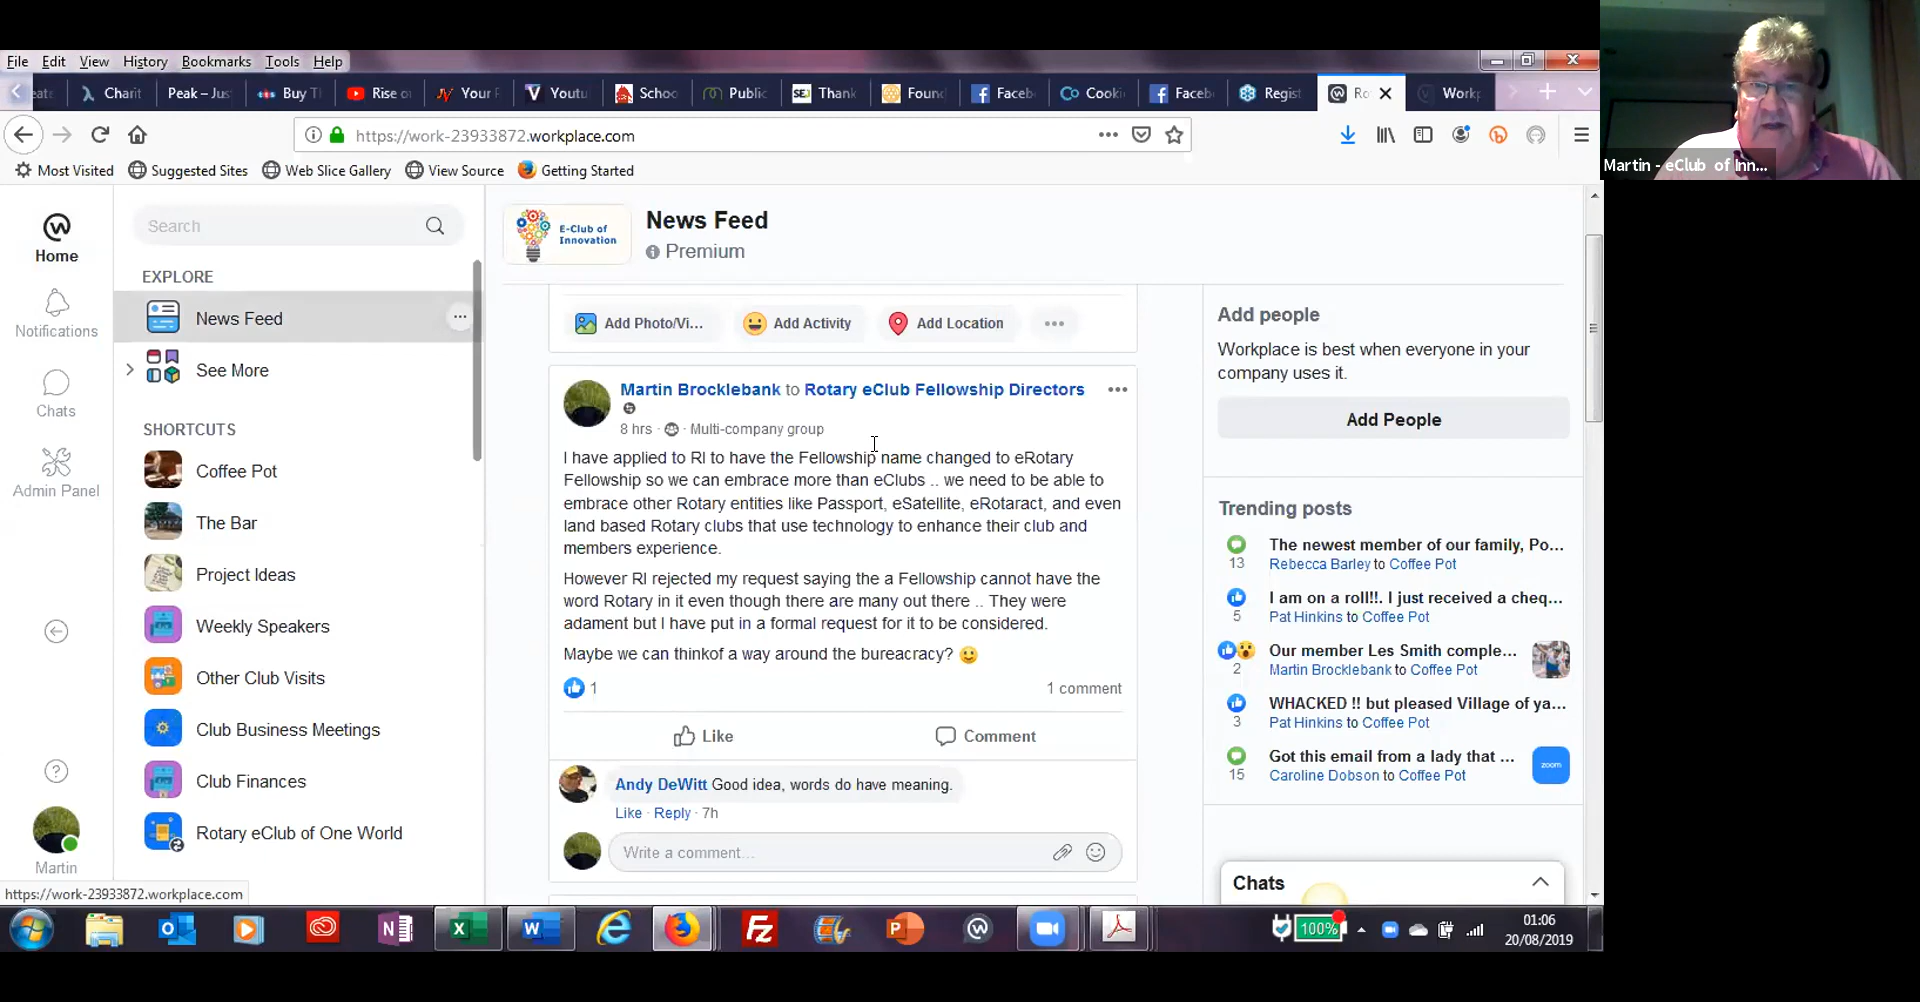 File Edit View History Bookmarks Tools Help
Charit
Peak – Jus
Buy T
Rise o
Your
Youtu
Schoo
Public
Thank
Foun
Faceb
Cooki
Faceb
Regist
Ro
Workp
https://work-23933872.workplace.com
Most Visited Suggested Sites Web Slice Gallery View Source Getting Started
Martin - eClub of Inn...
Home
Notifications
Chats
Admin Panel
Martin
Search
EXPLORE
News Feed
See More
SHORTCUTS
Coffee Pot
The Bar
Project Ideas
Weekly Speakers
Other Club Visits
Club Business Meetings
Club Finances
Rotary eClub of One World
https://work-23933872.workplace.com
E-Club of
Innovation
News Feed
Premium
Add Photo/Vi... Add Activity Add Location
Martin Brocklebank to Rotary eClub Fellowship Directors
8 hrs · Multi-company group
I have applied to RI to have the Fellowship name changed to eRotary
Fellowship so we can embrace more than eClubs .. we need to be able to
embrace other Rotary entities like Passport, eSatellite, eRotaract, and even
land based Rotary clubs that use technology to enhance their club and
members experience.
However RI rejected my request saying the a Fellowship cannot have the
word Rotary in it even though there are many out there .. They were
adament but I have put in a formal request for it to be considered.
Maybe we can thinkof a way around the bureacracy? 🙂
1
1 comment
Like Comment
Andy DeWitt Good idea, words do have meaning.
Like · Reply · 7h
Write a comment...
Add people
Workplace is best when everyone in your
company uses it.
Add People
Trending posts
The newest member of our family, Po...
13 Rebecca Barley to Coffee Pot
I am on a roll!!. I just received a cheq...
5 Pat Hinkins to Coffee Pot
Our member Les Smith comple...
2 Martin Brocklebank to Coffee Pot
WHACKED !! but pleased Village of ya...
3 Pat Hinkins to Coffee Pot
Got this email from a lady that ...
15 Caroline Dobson to Coffee Pot
zoom
Chats
100%
01:06
20/08/2019